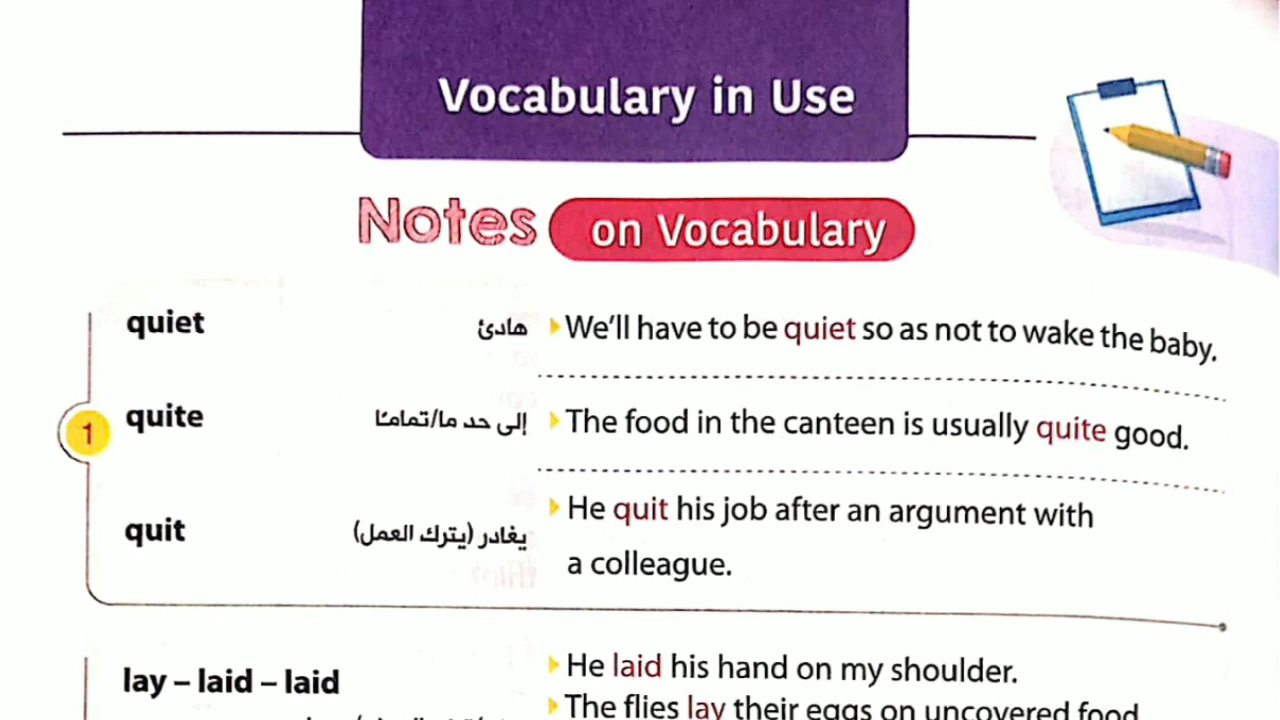 Vocabulary in Use
Notes on Vocabulary
quiet هادئ We'll have to be quiet so as not to wake the baby.
1
quite إلى حد ما/تمامًا The food in the canteen is usually quite good.
quit يغادر (يترك العمل) He quit his job after an argument with
a colleague.
lay – laid – laid He laid his hand on my shoulder.
The flies lay their eggs on uncovered food.